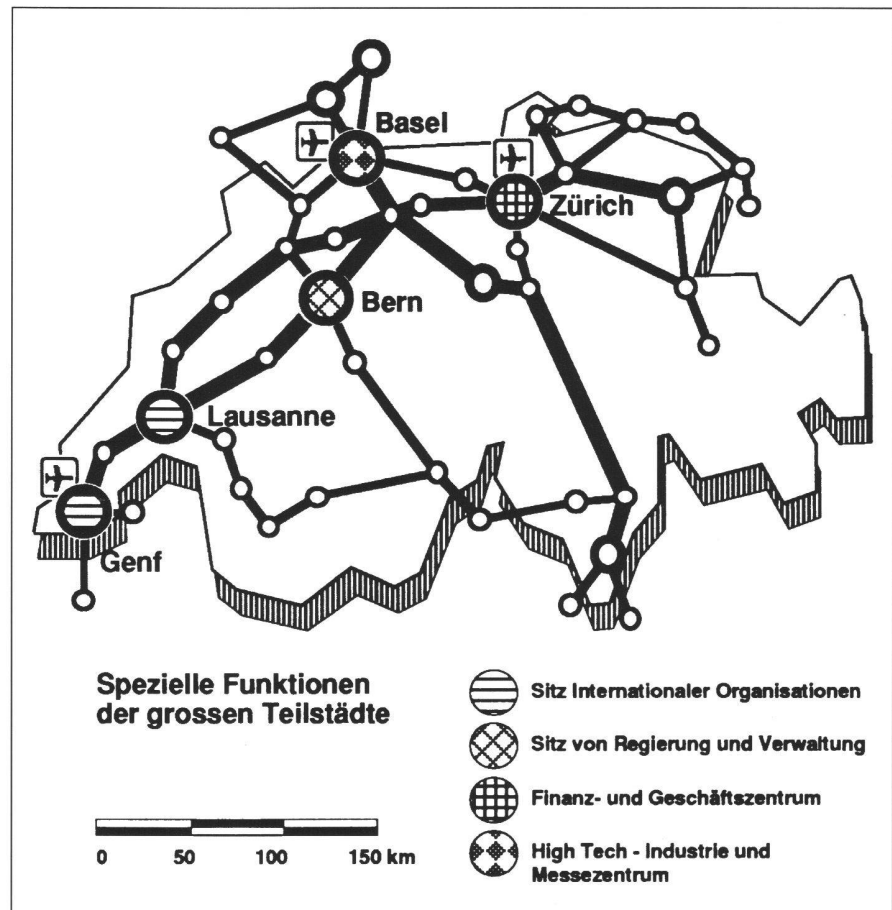 Basel
Zürich
Bern
Lausanne
Genf
Spezielle Funktionen
der grossen Teilstädte
0 50 100 150 km
Sitz Internationaler Organisationen
Sitz von Regierung und Verwaltung
Finanz- und Geschäftszentrum
High Tech - Industrie und
Messezentrum